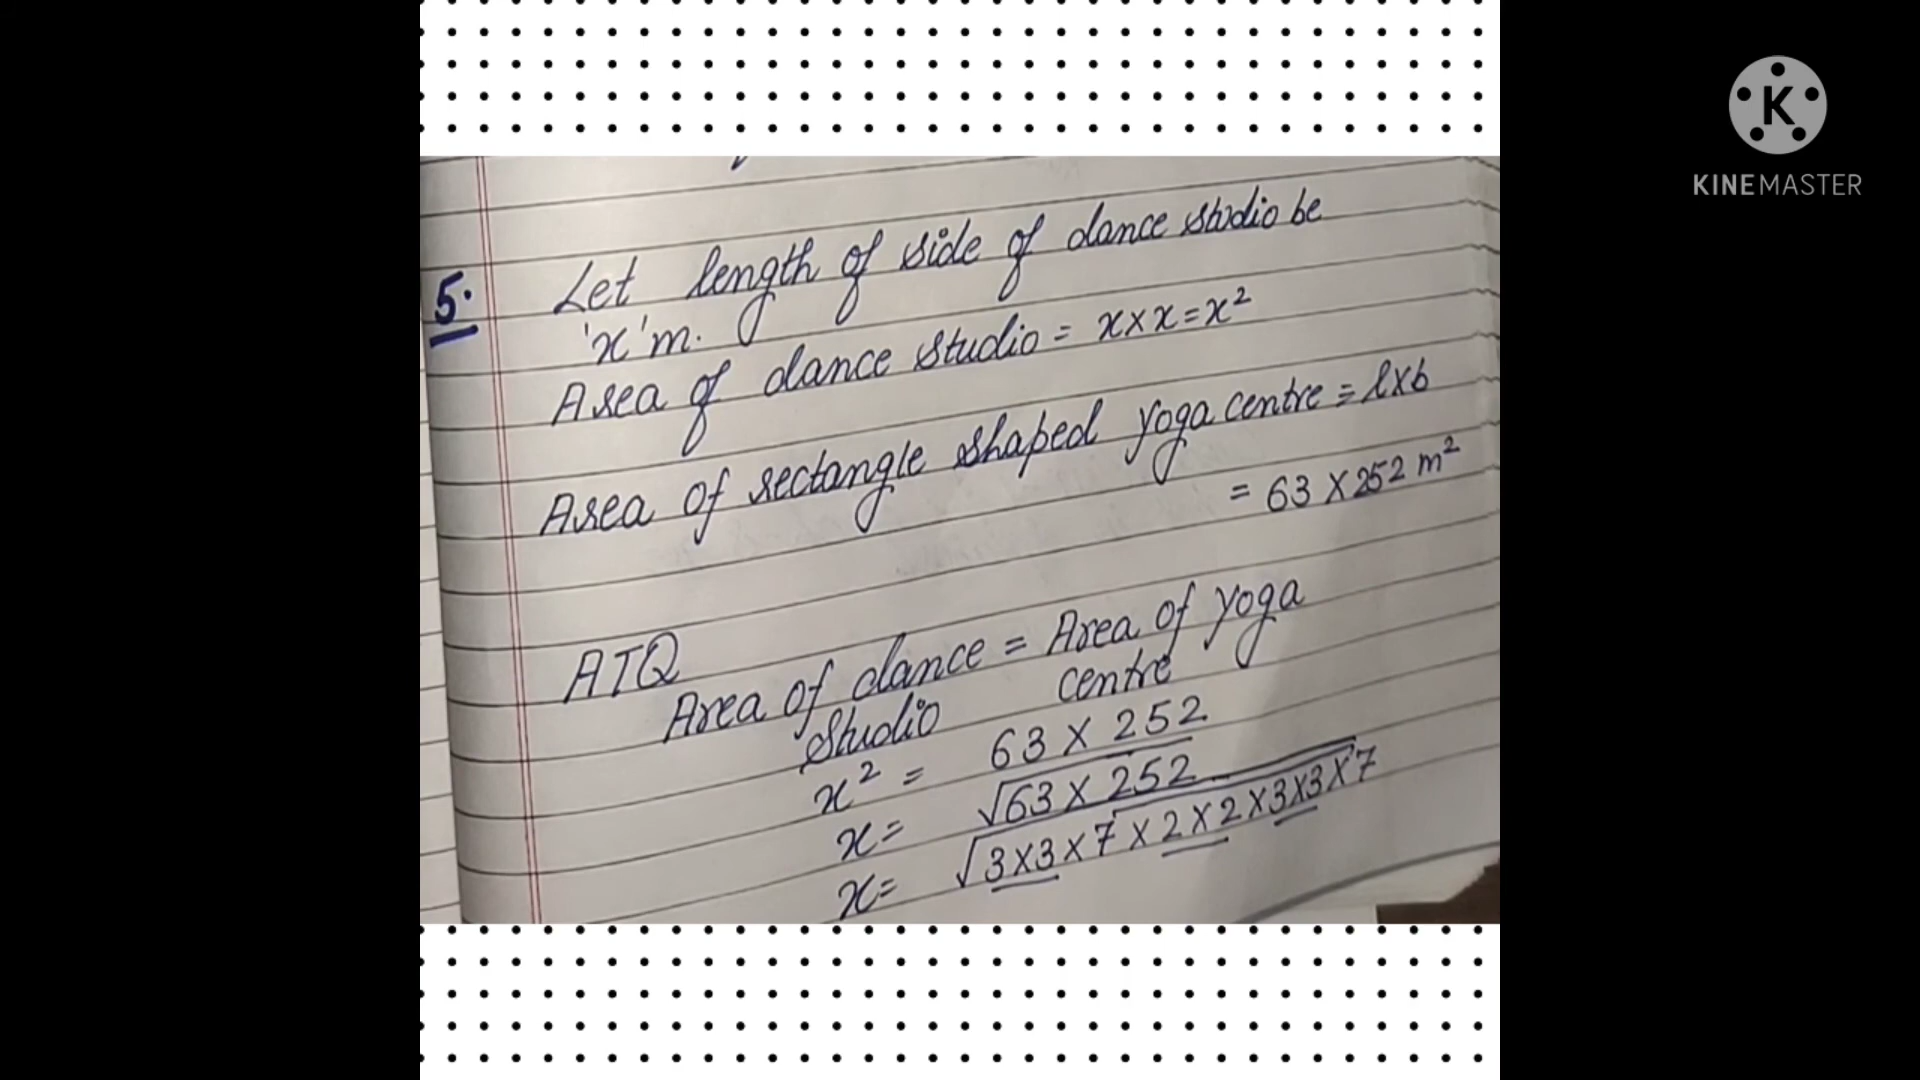 KINEMASTER
5. Let length of side of dance studio be
'x' m.
Area of dance studio = x×x = x²
Area of rectangle shaped yoga centre = l×b
= 63 × 252 m²
ATQ
Area of dance = Area of yoga
studio centre
x² = 63 × 252
x = √63 × 252
x = √3×3×7×2×2×3×3×7